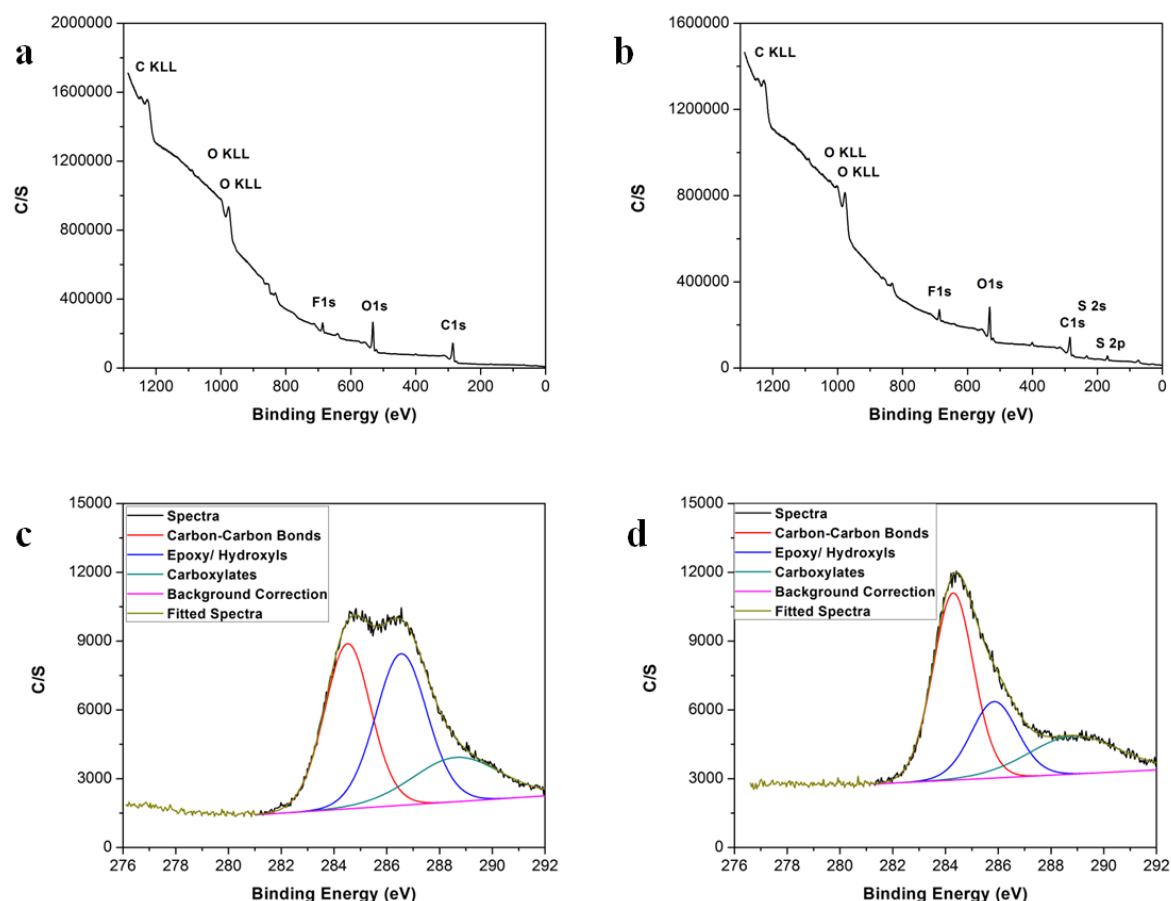 a
2000000
1600000
1200000
800000
400000
0
C/S
C KLL
O KLL
O KLL
F1s
O1s
C1s
1200 1000 800 600 400 200 0
Binding Energy (eV)
b
1600000
1200000
800000
400000
0
C/S
C KLL
O KLL
O KLL
F1s
O1s
S 2s
C1s
S 2p
1200 1000 800 600 400 200 0
Binding Energy (eV)
c
15000
12000
9000
6000
3000
0
C/S
Spectra
Carbon-Carbon Bonds
Epoxy/ Hydroxyls
Carboxylates
Background Correction
Fitted Spectra
276 278 280 282 284 286 288 290 292
Binding Energy (eV)
d
15000
12000
9000
6000
3000
0
C/S
Spectra
Carbon-Carbon Bonds
Epoxy/ Hydroxyls
Carboxylates
Background Correction
Fitted Spectra
276 278 280 282 284 286 288 290 292
Binding Energy (eV)